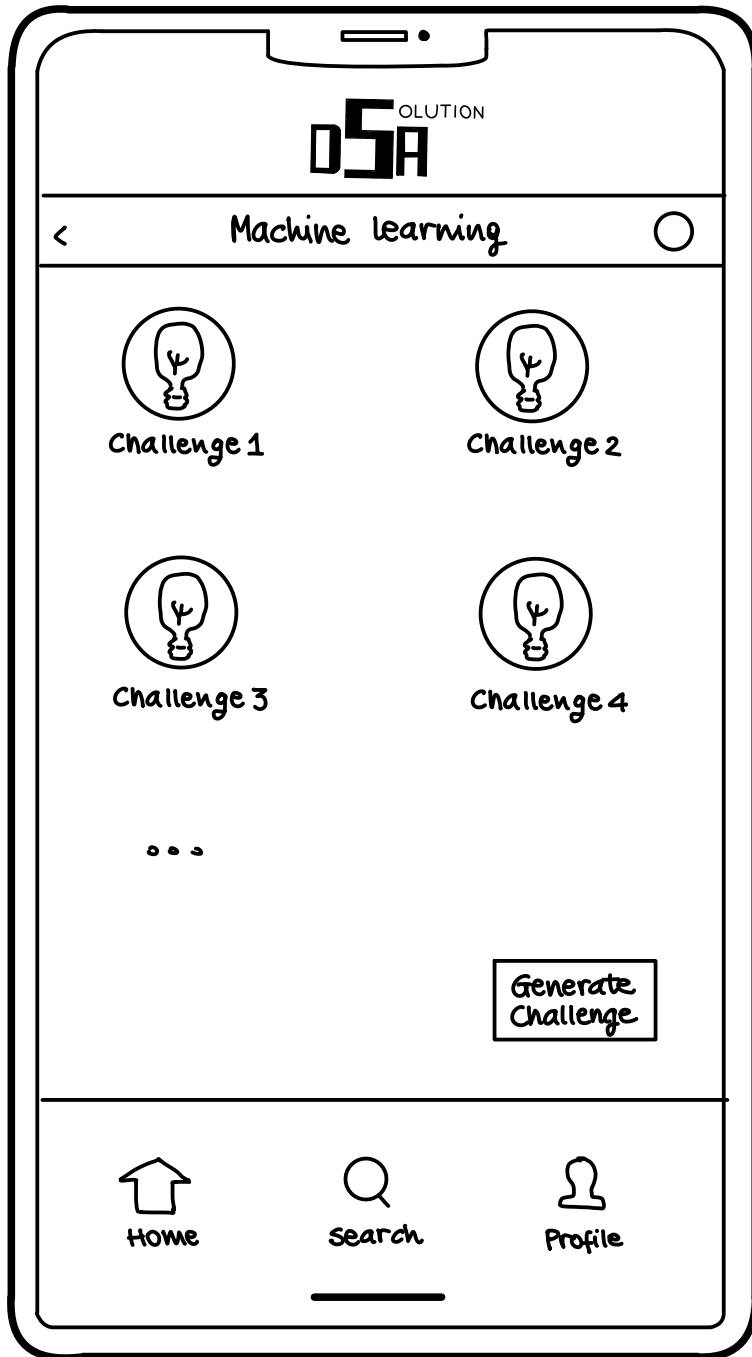 DSA
OLUTION
<
Machine learning
Challenge 1
Challenge 2
Challenge 3
Challenge 4
...
Generate
Challenge
Home
Search
Profile